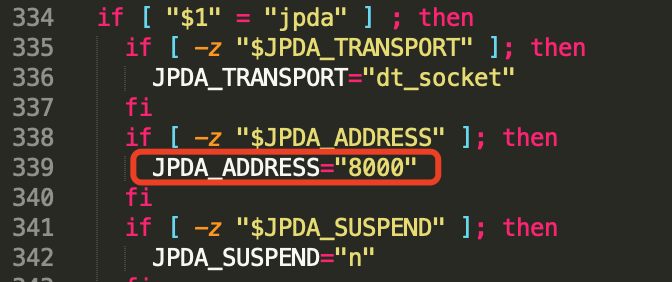 334 if [ "$1" = "jpda" ] ; then
335 if [ -z "$JPDA_TRANSPORT" ]; then
336 JPDA_TRANSPORT="dt_socket"
337 fi
338 if [ -z "$JPDA_ADDRESS" ]; then
339 JPDA_ADDRESS="8000"
340 fi
341 if [ -z "$JPDA_SUSPEND" ]; then
342 JPDA_SUSPEND="n"